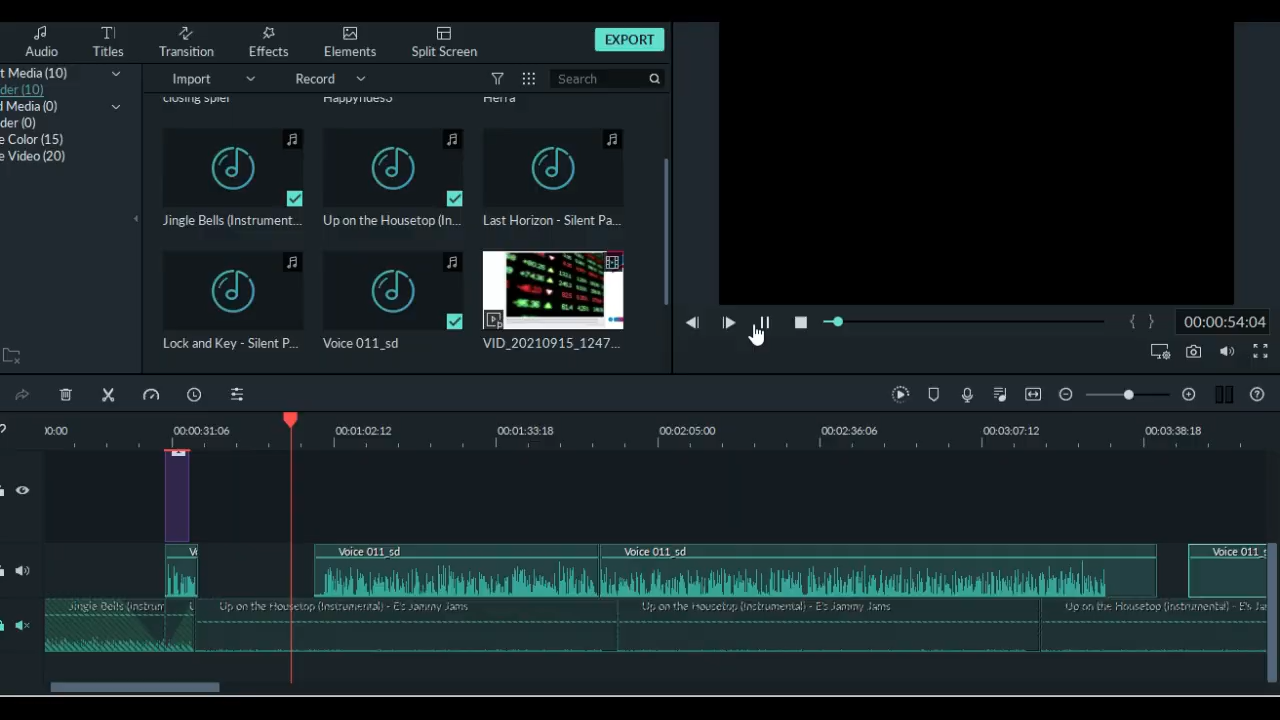 Audio
Titles
Transition
Effects
Elements
Split Screen
EXPORT
t Media (10)
der (10)
d Media (0)
der (0)
e Color (15)
e Video (20)
Import
Record
Search
closing spiel
Jingle Bells (Instrument...
Up on the Housetop (In...
Last Horizon - Silent Pa...
Lock and Key - Silent P...
Voice 011_sd
VID_20210915_1247...
00:00:54:04
00:00
00:00:31:06
00:01:02:12
00:01:33:18
00:02:05:00
00:02:36:06
00:03:07:12
00:03:38:18
Voice 011_sd
Voice 011_sd
Voice 011_s
Jingle Bells (Instrum
Up on the Housetop (Instrumental) - E's Jammy Jams
Up on the Housetop (Instrumental) - E's Jammy Jams
Up on the Housetop (Instrumental) - E's Ja